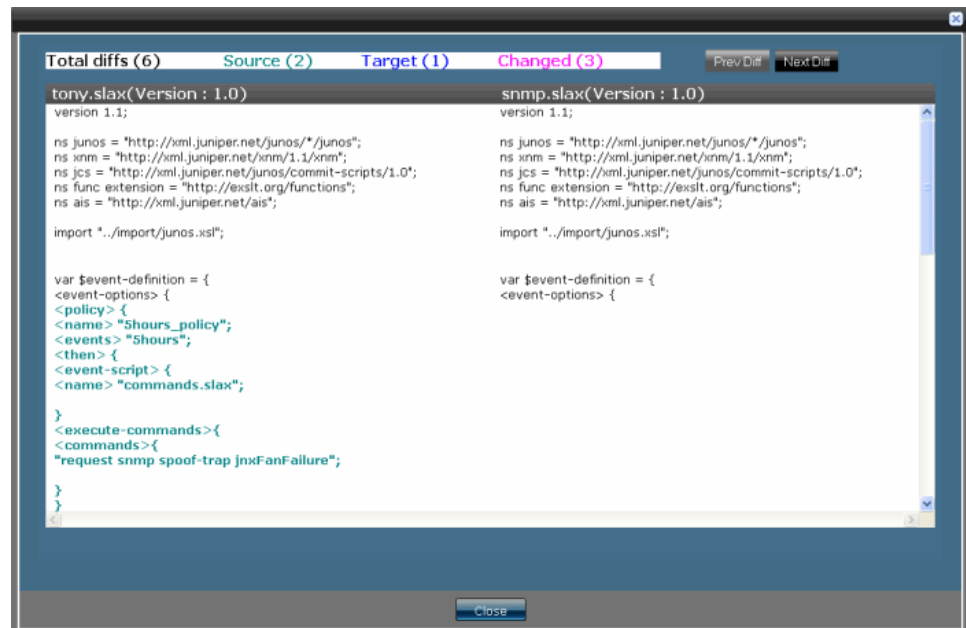 Total diffs (6) Source (2) Target (1) Changed (3) Prev Diff Next Diff
tony.slax(Version : 1.0)
version 1.1;
ns junos = "http://xml.juniper.net/junos/*/junos";
ns xnm = "http://xml.juniper.net/xnm/1.1/xnm";
ns jcs = "http://xml.juniper.net/junos/commit-scripts/1.0";
ns func extension = "http://exslt.org/functions";
ns ais = "http://xml.juniper.net/ais";
import "../import/junos.xsl";
var $event-definition = {
<event-options> {
<policy> {
<name> "5hours_policy";
<events> "5hours";
<then> {
<event-script> {
<name> "commands.slax";
}
<execute-commands>{
<commands>{
"request snmp spoof-trap jnxFanFailure";
}
}
snmp.slax(Version : 1.0)
version 1.1;
ns junos = "http://xml.juniper.net/junos/*/junos";
ns xnm = "http://xml.juniper.net/xnm/1.1/xnm";
ns jcs = "http://xml.juniper.net/junos/commit-scripts/1.0";
ns func extension = "http://exslt.org/functions";
ns ais = "http://xml.juniper.net/ais";
import "../import/junos.xsl";
var $event-definition = {
<event-options> {
Close